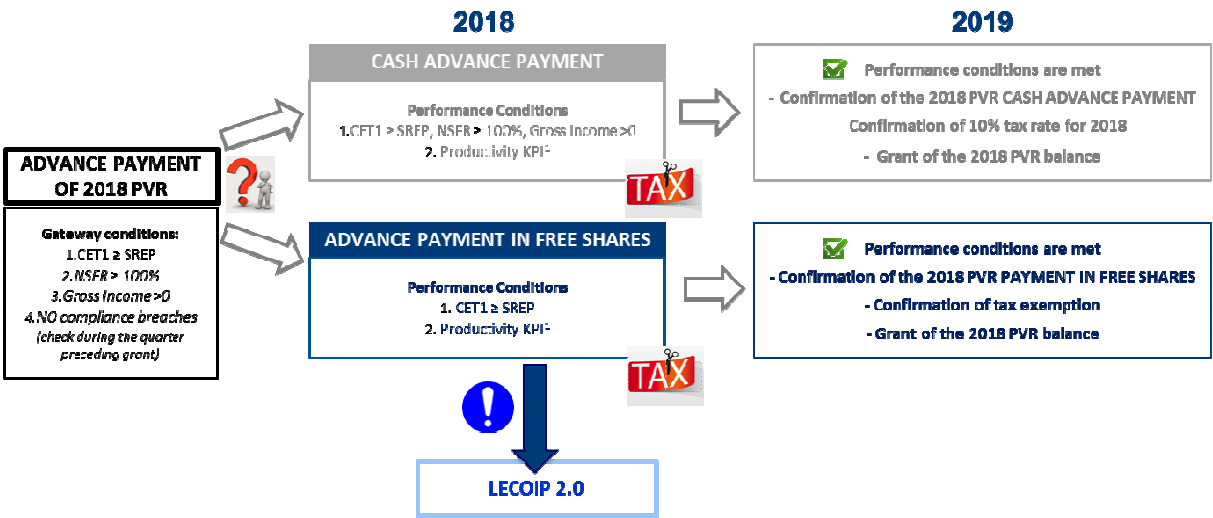 2018
2019
CASH ADVANCE PAYMENT
Performance Conditions
1.CET1 > SREP, NSFR > 100%, Gross Income >0
2. Productivity KPI1
TAX
Performance conditions are met
- Confirmation of the 2018 PVR CASH ADVANCE PAYMENT
Confirmation of 10% tax rate for 2018
- Grant of the 2018 PVR balance
ADVANCE PAYMENT
OF 2018 PVR
?
Gateway conditions:
1.CET1 ≥ SREP
2.NSFR > 100%
3.Gross Income >0
4.NO compliance breaches
(check during the quarter
preceding grant)
ADVANCE PAYMENT IN FREE SHARES
Performance Conditions
1. CET1 ≥ SREP
2. Productivity KPI1
TAX
Performance conditions are met
- Confirmation of the 2018 PVR PAYMENT IN FREE SHARES
- Confirmation of tax exemption
- Grant of the 2018 PVR balance
!
LECOIP 2.0